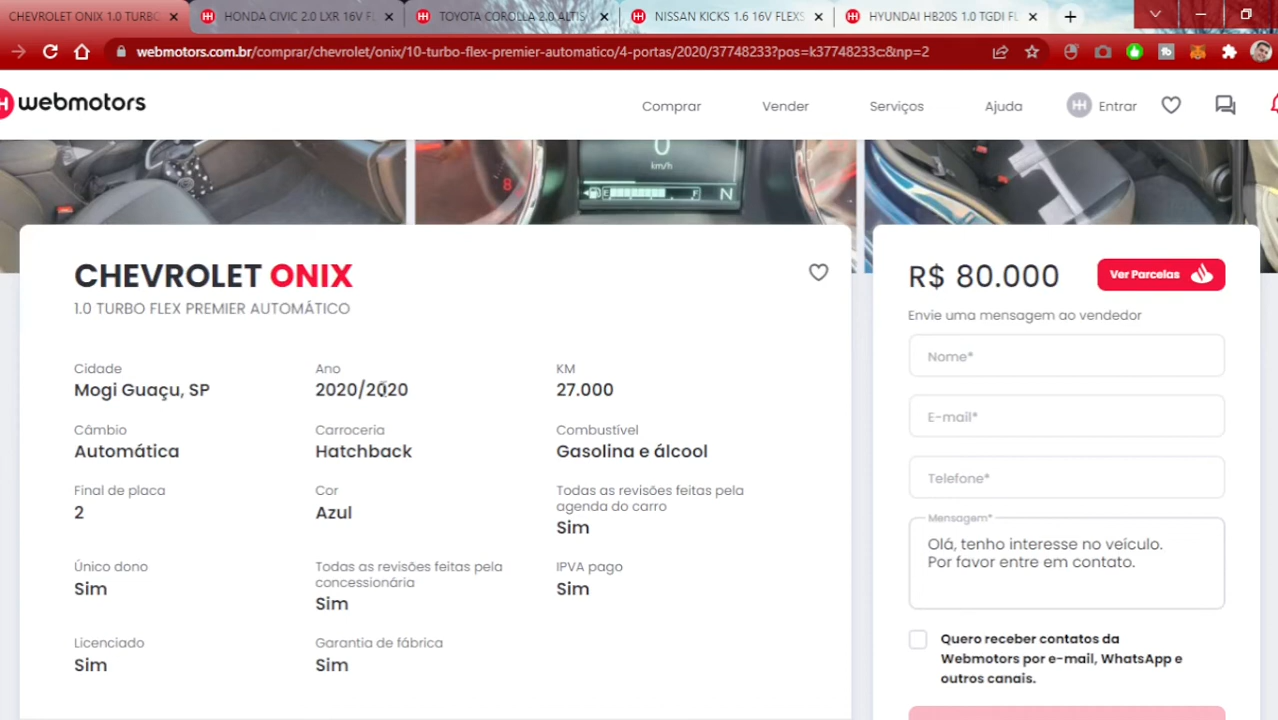 CHEVROLET ONIX 1.0 TURBO
HONDA CIVIC 2.0 LXR 16V F
TOYOTA COROLLA 2.0 ALTIS
NISSAN KICKS 1.6 16V FLEXS
HYUNDAI HB20S 1.0 TGDI FL
webmotors.com.br/comprar/chevrolet/onix/10-turbo-flex-premier-automatico/4-portas/2020/37748233?pos=k37748233c:&np=2
webmotors
Comprar
Vender
Serviços
Ajuda
Entrar
8
0
km/h
E
F
N
CHEVROLET ONIX
1.0 TURBO FLEX PREMIER AUTOMÁTICO
Cidade
Mogi Guaçu, SP
Ano
2020/2020
KM
27.000
Câmbio
Automática
Carroceria
Hatchback
Combustível
Gasolina e álcool
Final de placa
2
Cor
Azul
Todas as revisões feitas pela
agenda do carro
Sim
Único dono
Sim
Todas as revisões feitas pela
concessionária
Sim
IPVA pago
Sim
Licenciado
Sim
Garantia de fábrica
Sim
R$ 80.000
Ver Parcelas
Envie uma mensagem ao vendedor
Nome*
E-mail*
Telefone*
Mensagem*
Olá, tenho interesse no veículo.
Por favor entre em contato.
Quero receber contatos da
Webmotors por e-mail, WhatsApp e
outros canais.